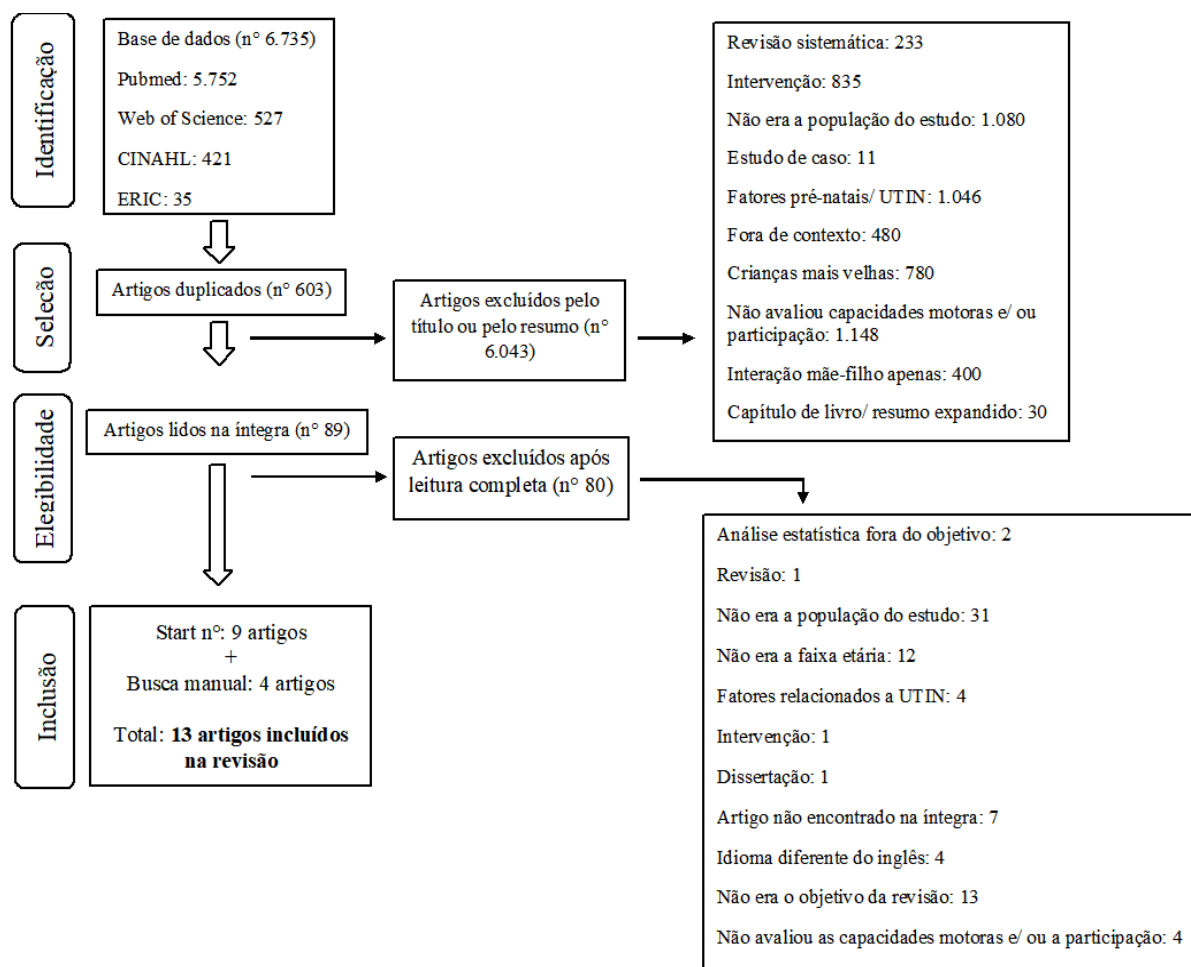 Identificação
Base de dados (n° 6.735)
Pubmed: 5.752
Web of Science: 527
CINAHL: 421
ERIC: 35
Revisão sistemática: 233
Intervenção: 835
Não era a população do estudo: 1.080
Estudo de caso: 11
Fatores pré-natais/ UTIN: 1.046
Fora de contexto: 480
Crianças mais velhas: 780
Não avaliou capacidades motoras e/ ou
participação: 1.148
Interação mãe-filho apenas: 400
Capítulo de livro/ resumo expandido: 30
Seleção
Artigos duplicados (n° 603)
Artigos excluídos pelo
título ou pelo resumo (n°
6.043)
Elegibilidade
Artigos lidos na íntegra (n° 89)
Artigos excluídos após
leitura completa (n° 80)
Análise estatística fora do objetivo: 2
Revisão: 1
Não era a população do estudo: 31
Não era a faixa etária: 12
Fatores relacionados a UTIN: 4
Intervenção: 1
Dissertação: 1
Artigo não encontrado na íntegra: 7
Idioma diferente do inglês: 4
Não era o objetivo da revisão: 13
Não avaliou as capacidades motoras e/ ou a participação: 4
Inclusão
Start n°: 9 artigos
+
Busca manual: 4 artigos
Total: 13 artigos incluídos
na revisão